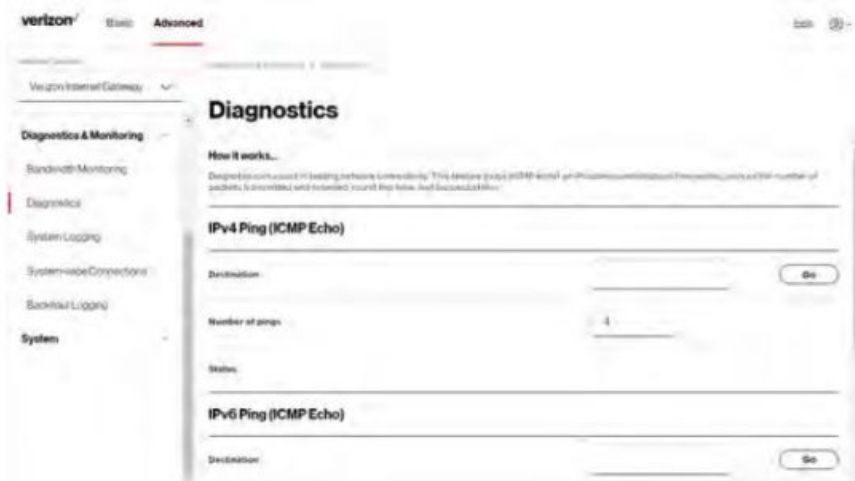 verizon
Basic
Advanced
Verizon Internet Gateway
Diagnostics & Monitoring
Bandwidth Monitoring
Diagnostics
System Logging
System-wide Connections
Backhaul Logging
System
Diagnostics
How it works...
IPv4 Ping (ICMP Echo)
Destination
Go
Number of pings
4
Status
IPv6 Ping (ICMP Echo)
Destination
Go